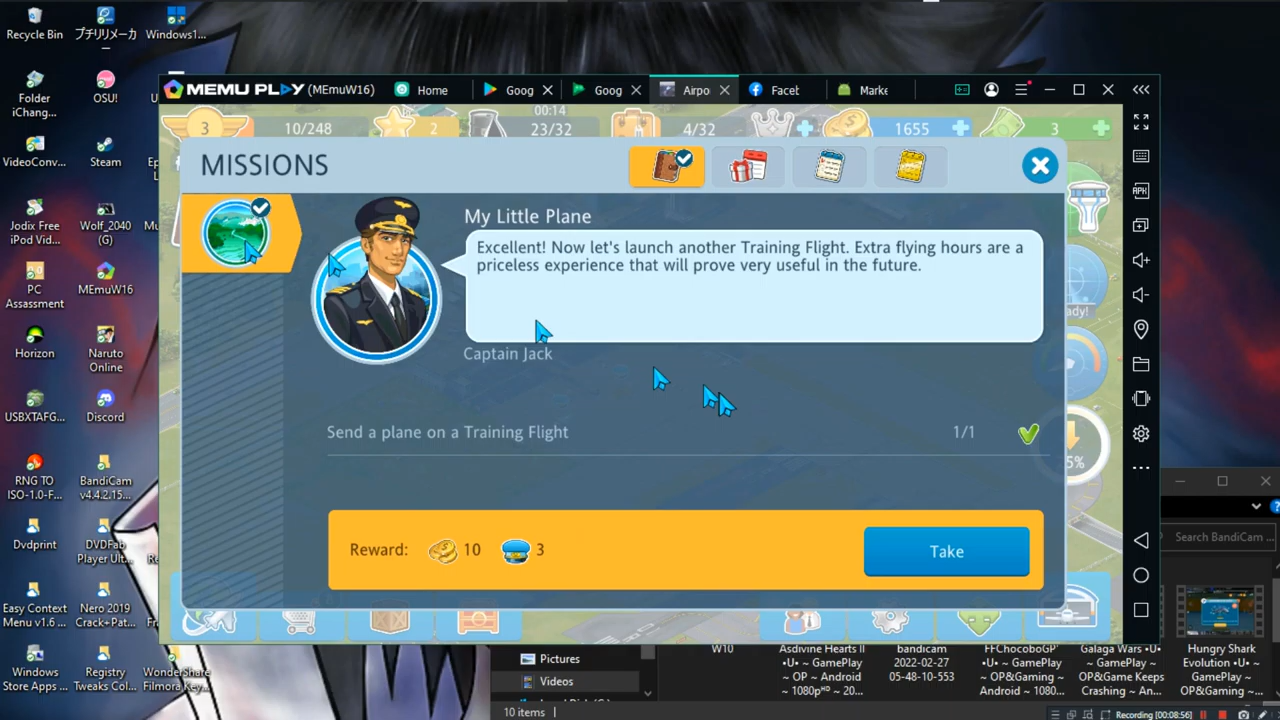 Recycle Bin
プチリリメーカー
Windows1...
Folder
iChang...
OSU!
VideoConv...
Steam
Jodix Free
iPod Vid...
Wolf_2040
(G)
PC
Assassment
MEmuW16
Horizon
Naruto
Online
USBXTAFG...
Discord
RNG TO
ISO-1.0-F...
BandiCam
v4.4.2.15...
Dvdprint
DVDFab
Player Ult...
Easy Context
Menu v1.6 ...
Nero 2019
Crack+Pat...
Windows
Store Apps ...
Registry
Tweaks Col...
WonderShare
Filmora Key...
MEMU PLAY (MEmuW16)
Home
Goog
Goog
Airpo
Facet
Marke
3
10/248
2
00:14
23/32
4/32
1655
3
MISSIONS
My Little Plane
Excellent! Now let's launch another Training Flight. Extra flying hours are a
priceless experience that will prove very useful in the future.
Captain Jack
Send a plane on a Training Flight
1/1
Reward:
10
3
Take
ady!
5%
APK
Search BandiCam ...
Pictures
Videos
10 items
W10
Asdivine Hearts II
•U• ~ GamePlay
~ OP ~ Android
~ 1080pᴴᴰ ~ 20...
bandicam
2022-02-27
05-48-10-553
FFChocoboGP'
•U• ~ GamePlay
~ OP&Gaming ~
Android ~ 1080...
Galaga Wars •U•
~ GamePlay ~
OP&Game Keeps
Crashing ~ An...
Hungry Shark
Evolution •U• ~
GamePlay ~
OP&Gaming ~...
Recording [00:08:56]